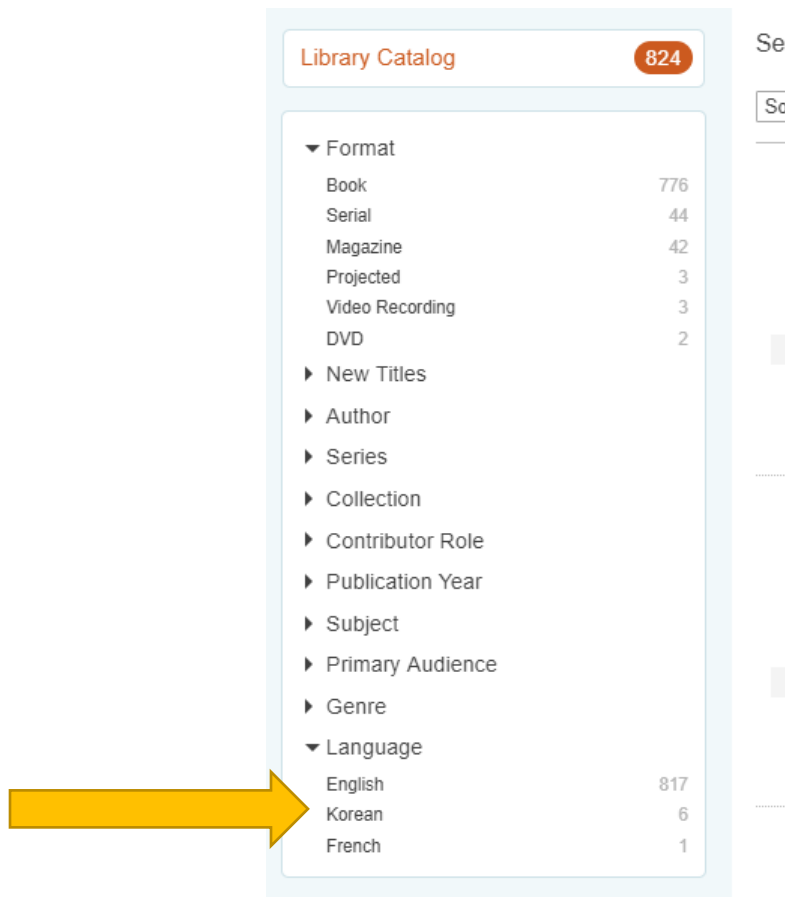 Library Catalog 824
Format
Book 776
Serial 44
Magazine 42
Projected 3
Video Recording 3
DVD 2
New Titles
Author
Series
Collection
Contributor Role
Publication Year
Subject
Primary Audience
Genre
Language
English 817
Korean 6
French 1